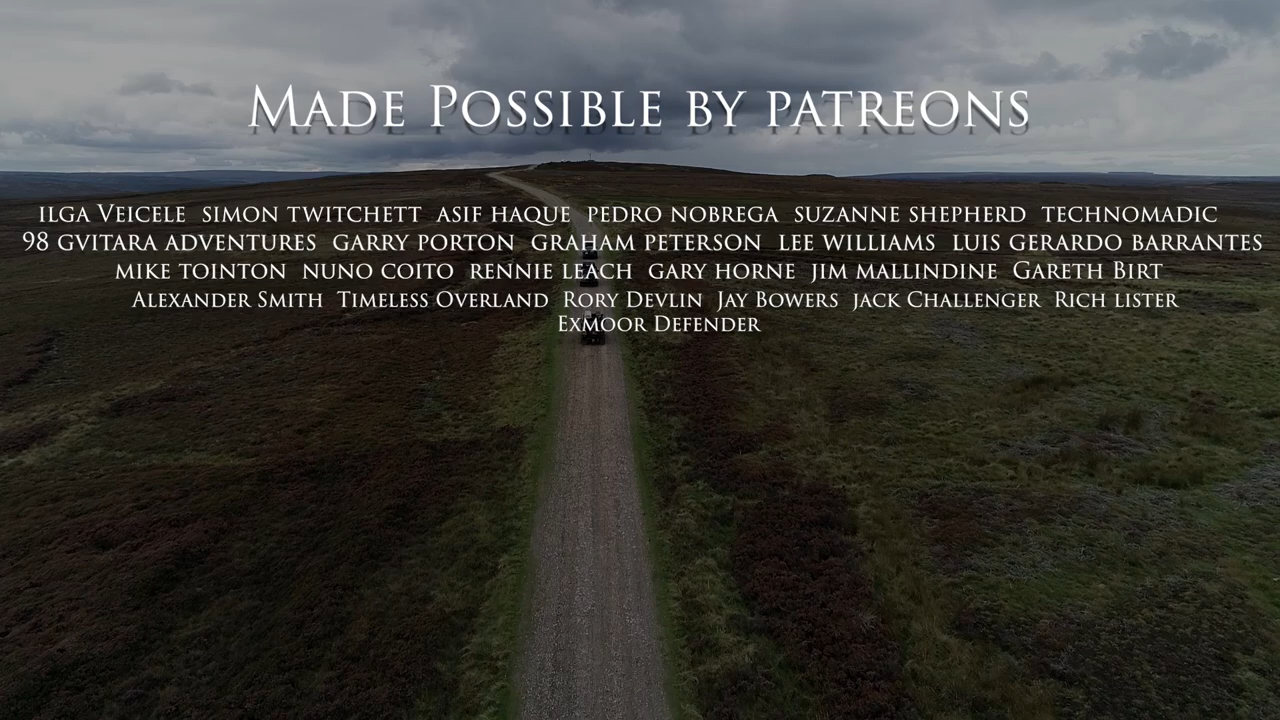 Made Possible by patreons
ilga Veicele simon twitchett asif haque pedro nobrega suzanne shepherd technomadic
98 gvitara adventures garry porton graham peterson lee williams luis gerardo barrantes
mike tointon nuno coito rennie leach gary horne jim mallindine Gareth Birt
Alexander Smith Timeless Overland Rory Devlin Jay Bowers jack Challenger Rich lister
Exmoor Defender